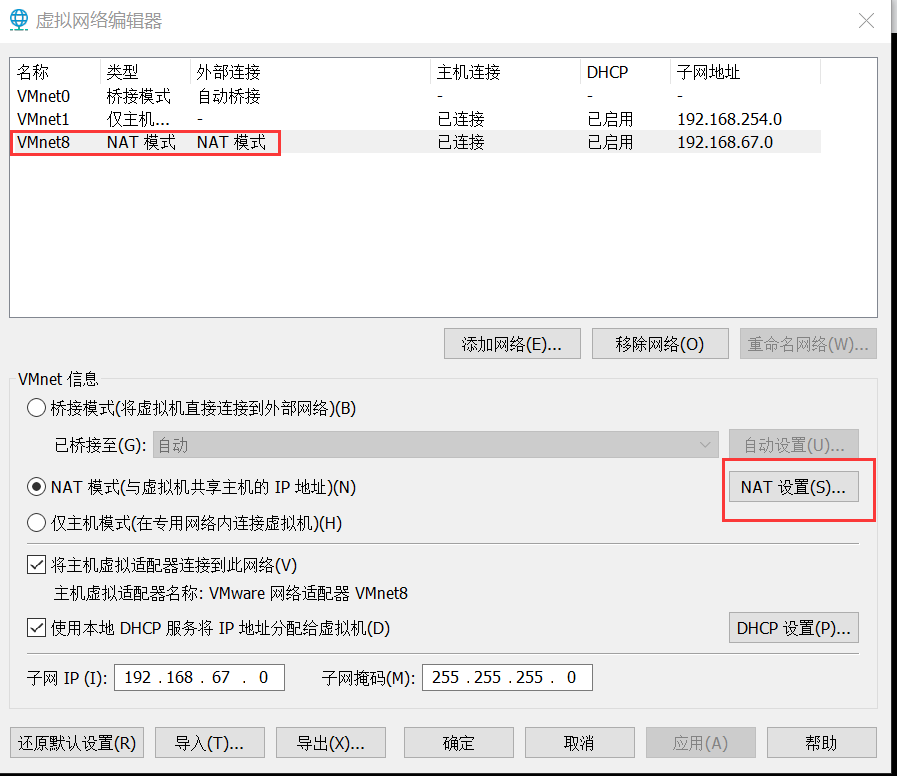 虚拟网络编辑器
名称 类型 外部连接 主机连接 DHCP 子网地址
VMnet0 桥接模式 自动桥接 - - -
VMnet1 仅主机... - 已连接 已启用 192.168.254.0
VMnet8 NAT 模式 NAT 模式 已连接 已启用 192.168.67.0
添加网络(E)... 移除网络(O) 重命名网络(W)...
VMnet 信息
桥接模式(将虚拟机直接连接到外部网络)(B)
已桥接至(G): 自动 自动设置(U)...
NAT 模式(与虚拟机共享主机的 IP 地址)(N) NAT 设置(S)...
仅主机模式(在专用网络内连接虚拟机)(H)
将主机虚拟适配器连接到此网络(V)
主机虚拟适配器名称: VMware 网络适配器 VMnet8
使用本地 DHCP 服务将 IP 地址分配给虚拟机(D) DHCP 设置(P)...
子网 IP (I): 192 . 168 . 67 . 0 子网掩码(M): 255 . 255 . 255 . 0
还原默认设置(R) 导入(T)... 导出(X)... 确定 取消 应用(A) 帮助